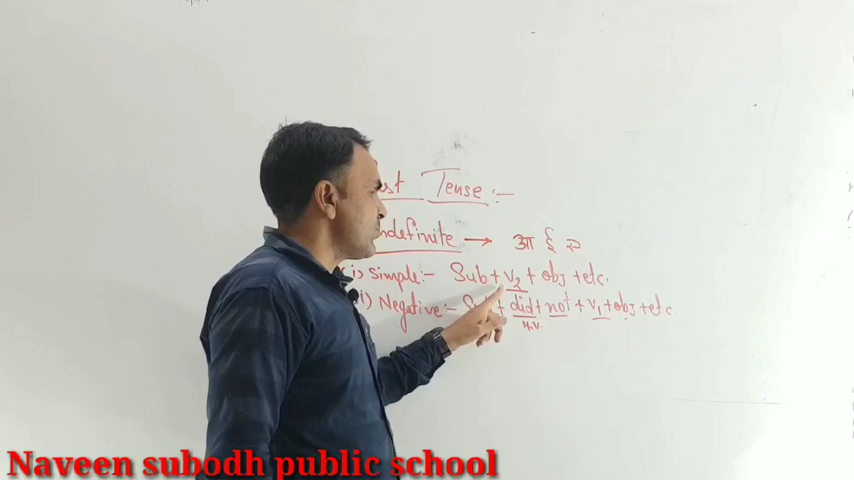 Tense :-
ndefinite → आ ई ए
(i) Simple :- Sub + V2 + obj + etc.
Negative :- + did + not + V1 + obj + etc
H.V.
Naveen subodh public school